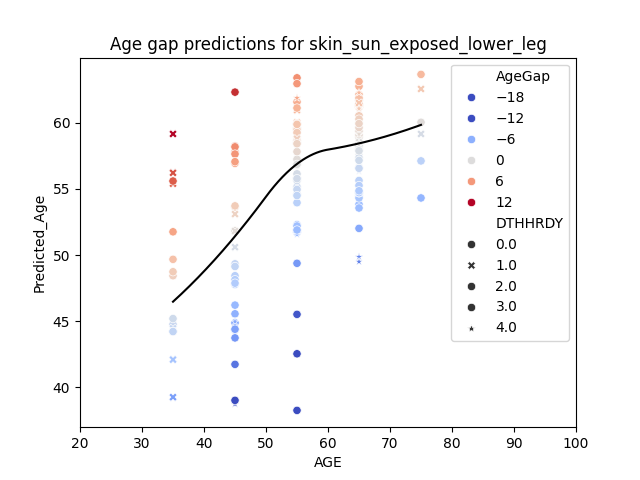 Age gap predictions for skin_sun_exposed_lower_leg
Predicted_Age
60
55
50
45
40
20 30 40 50 60 70 80 90 100
AGE
AgeGap
−18
−12
−6
0
6
12
DTHHRDY
0.0
1.0
2.0
3.0
4.0